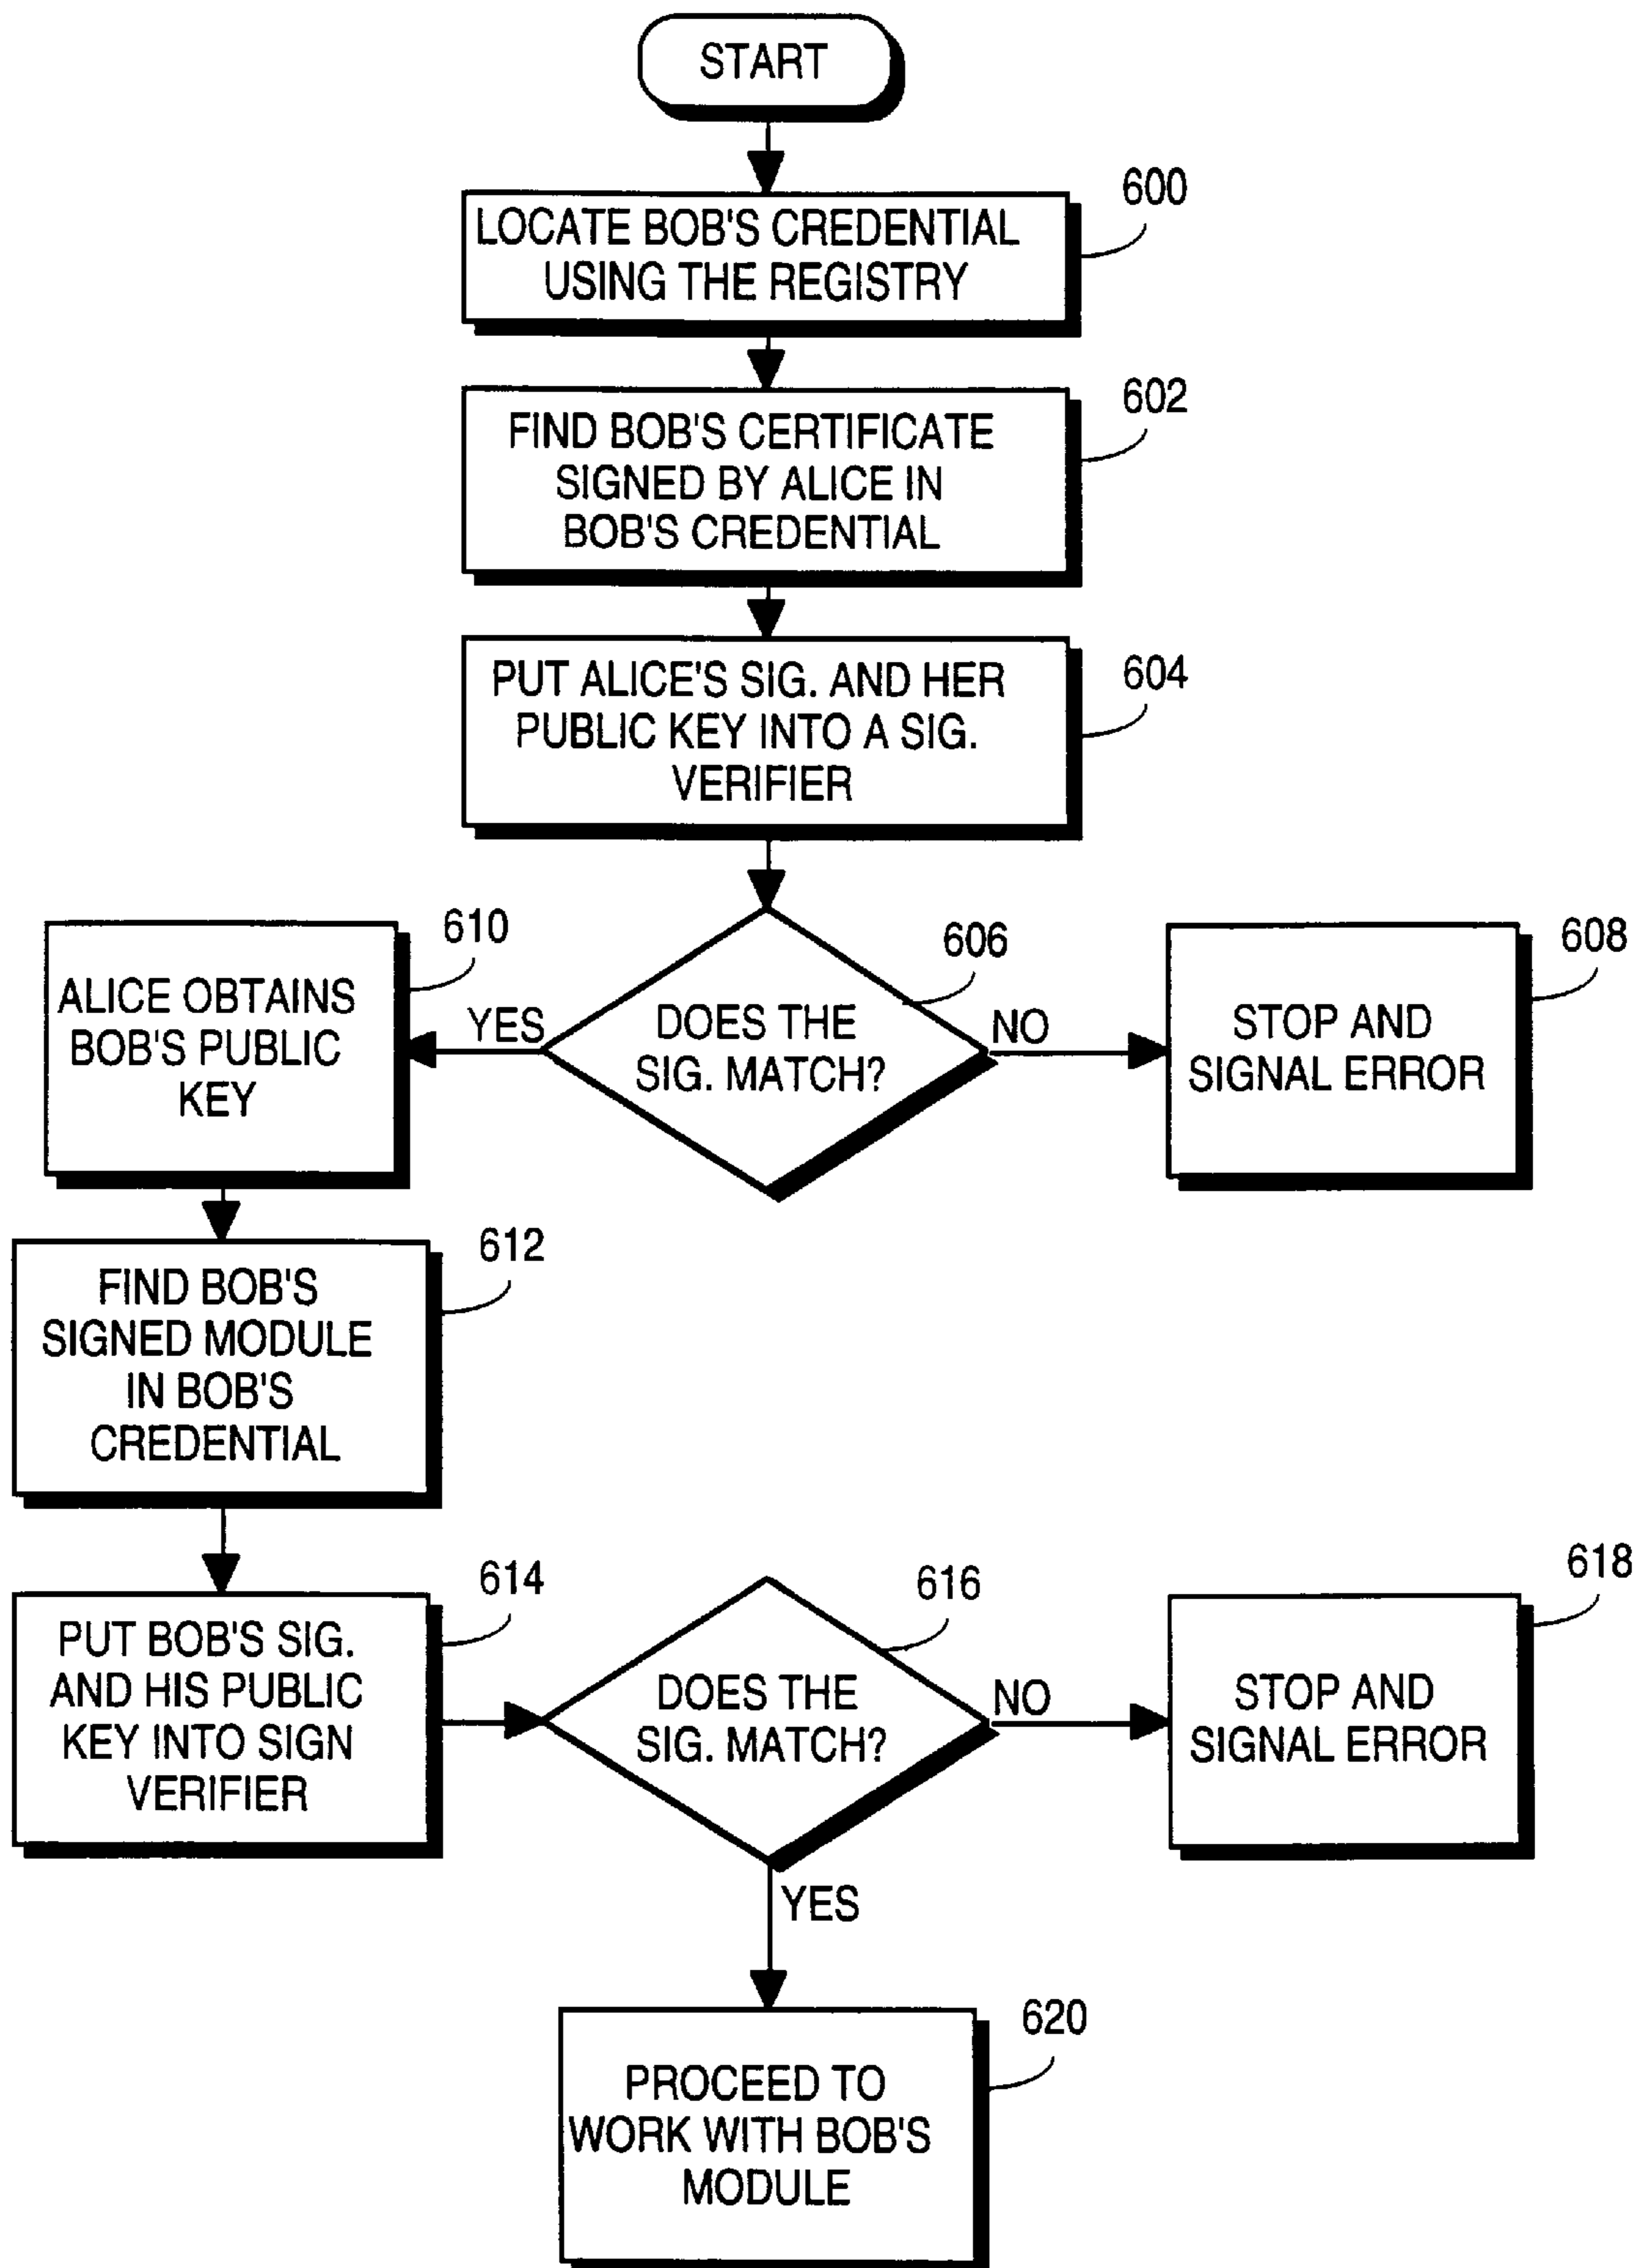 START
600
LOCATE BOB'S CREDENTIAL
USING THE REGISTRY
602
FIND BOB'S CERTIFICATE
SIGNED BY ALICE IN
BOB'S CREDENTIAL
604
PUT ALICE'S SIG. AND HER
PUBLIC KEY INTO A SIG.
VERIFIER
610
ALICE OBTAINS
BOB'S PUBLIC
KEY
YES
606
DOES THE
SIG. MATCH?
NO
608
STOP AND
SIGNAL ERROR
612
FIND BOB'S
SIGNED MODULE
IN BOB'S
CREDENTIAL
614
PUT BOB'S SIG.
AND HIS PUBLIC
KEY INTO SIGN
VERIFIER
616
DOES THE
SIG. MATCH?
NO
618
STOP AND
SIGNAL ERROR
YES
620
PROCEED TO
WORK WITH BOB'S
MODULE